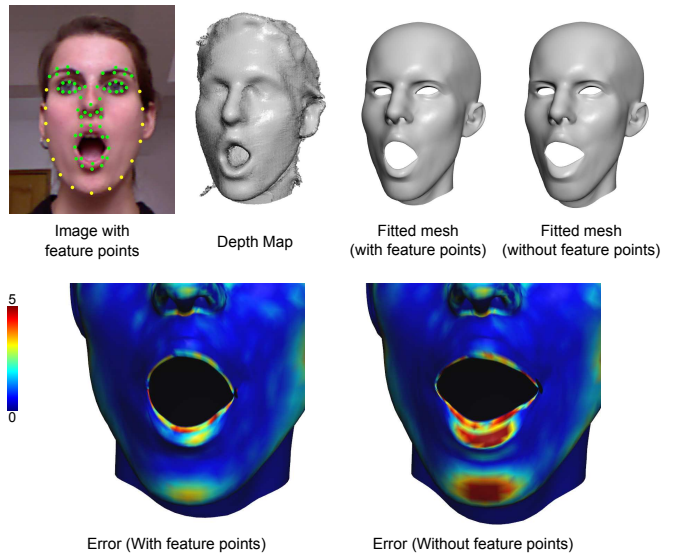 Image with
feature points
Depth Map
Fitted mesh
(with feature points)
Fitted mesh
(without feature points)
5
0
Error (With feature points)
Error (Without feature points)